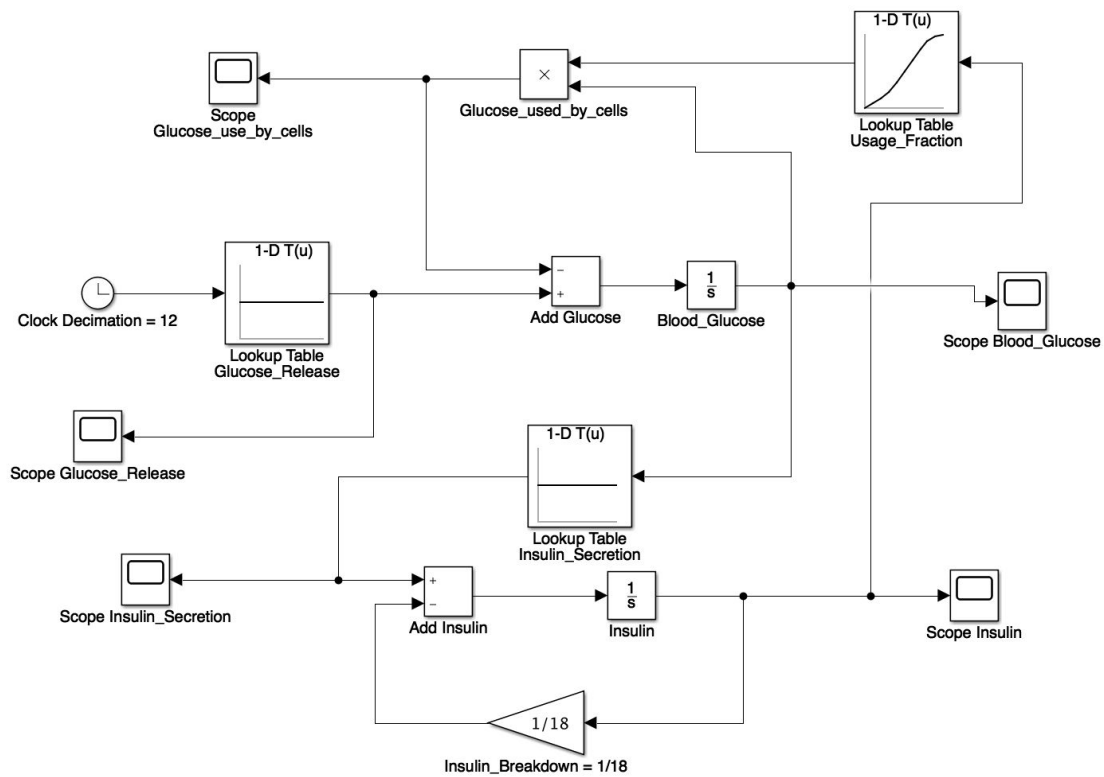 1-D T(u)
×
Scope
Glucose_use_by_cells
Glucose_used_by_cells
Lookup Table
Usage_Fraction
1-D T(u)
−
+
1
s
Clock Decimation = 12
Add Glucose
Blood_Glucose
Scope Blood_Glucose
Lookup Table
Glucose_Release
1-D T(u)
Scope Glucose_Release
Lookup Table
Insulin_Secretion
+
−
1
s
Scope Insulin_Secretion
Add Insulin
Insulin
Scope Insulin
1/18
Insulin_Breakdown = 1/18